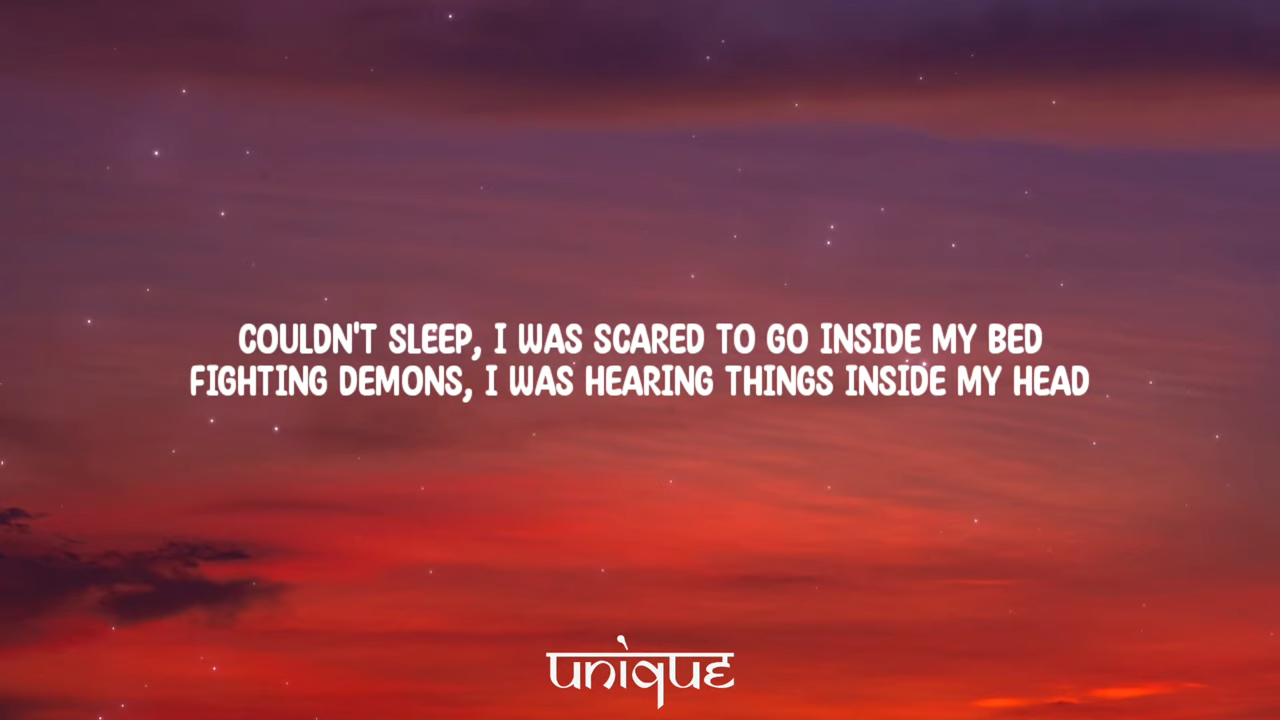 COULDN'T SLEEP, I WAS SCARED TO GO INSIDE MY BED
FIGHTING DEMONS, I WAS HEARING THINGS INSIDE MY HEAD
unique